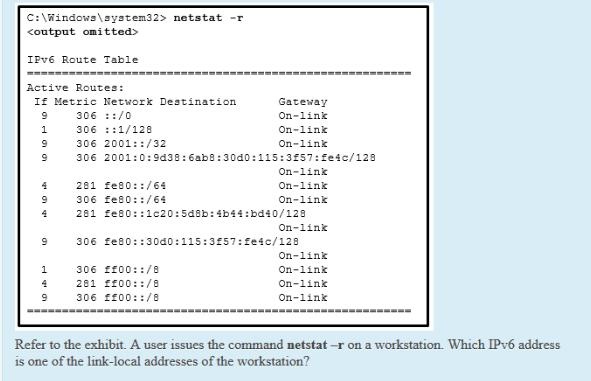 C:\Windows\system32> netstat -r
<output omitted>
IPv6 Route Table
Active Routes:
If Metric Network Destination Gateway
9 306 ::/0 On-link
1 306 ::1/128 On-link
9 306 2001::/32 On-link
9 306 2001:0:9d38:6ab8:30d0:115:3f57:fe4c/128
On-link
4 281 fe80::/64 On-link
9 306 fe80::/64 On-link
4 281 fe80::1c20:5d8b:4b44:bd40/128
On-link
9 306 fe80::30d0:115:3f57:fe4c/128
On-link
1 306 ff00::/8 On-link
4 281 ff00::/8 On-link
9 306 ff00::/8 On-link
Refer to the exhibit. A user issues the command netstat –r on a workstation. Which IPv6 address
is one of the link-local addresses of the workstation?